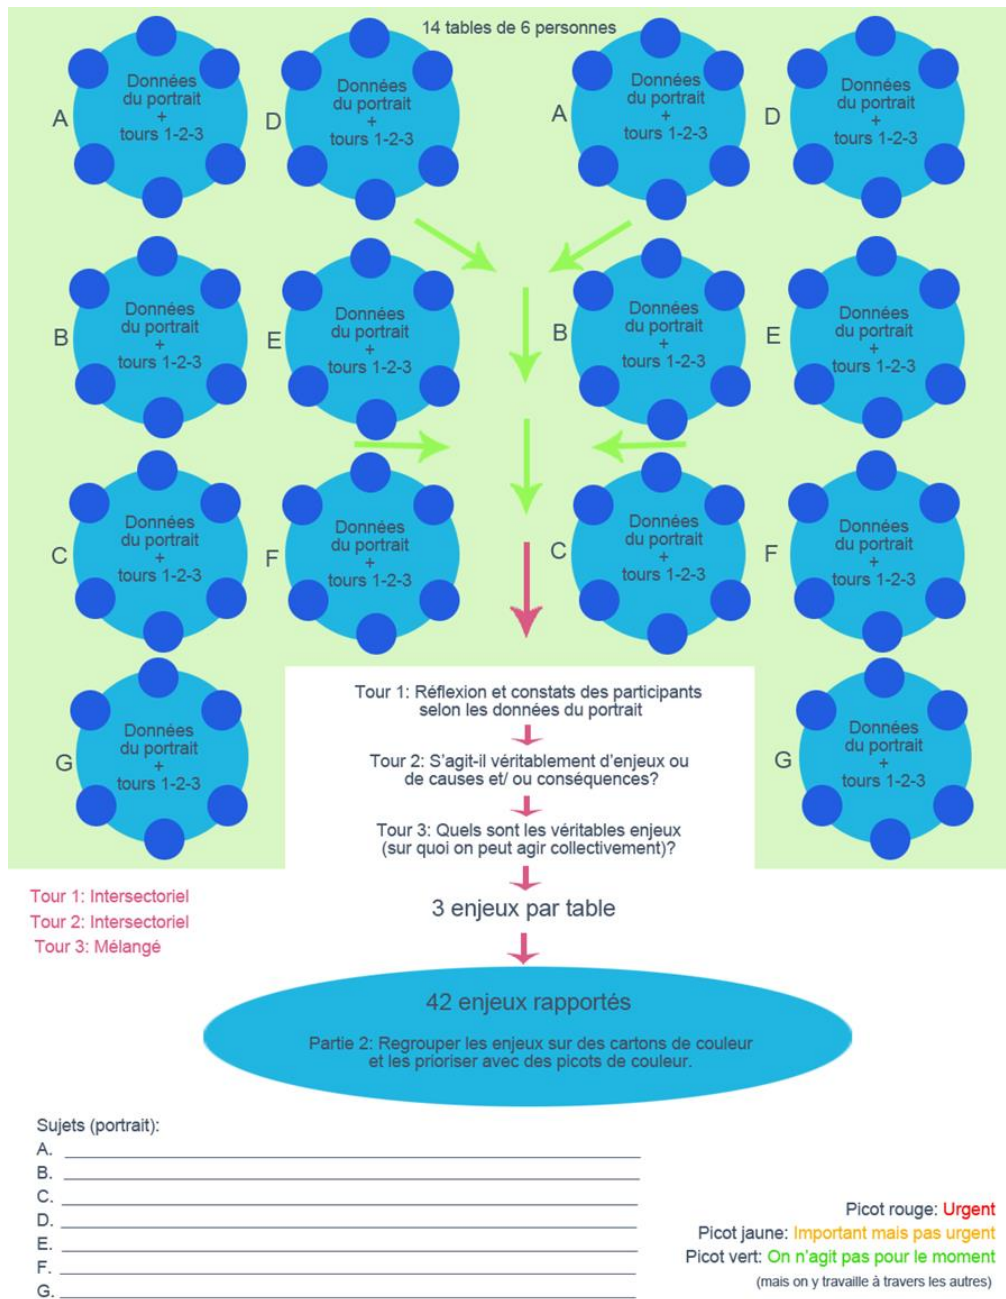 14 tables de 6 personnes
A
Données
du portrait
+
tours 1-2-3
D
Données
du portrait
+
tours 1-2-3
A
Données
du portrait
+
tours 1-2-3
D
Données
du portrait
+
tours 1-2-3
B
Données
du portrait
+
tours 1-2-3
E
Données
du portrait
+
tours 1-2-3
B
Données
du portrait
+
tours 1-2-3
E
Données
du portrait
+
tours 1-2-3
C
Données
du portrait
+
tours 1-2-3
F
Données
du portrait
+
tours 1-2-3
C
Données
du portrait
+
tours 1-2-3
F
Données
du portrait
+
tours 1-2-3
G
Données
du portrait
+
tours 1-2-3
G
Données
du portrait
+
tours 1-2-3
Tour 1: Réflexion et constats des participants
selon les données du portrait
Tour 2: S'agit-il véritablement d'enjeux ou
de causes et/ ou conséquences?
Tour 3: Quels sont les véritables enjeux
(sur quoi on peut agir collectivement)?
3 enjeux par table
Tour 1: Intersectoriel
Tour 2: Intersectoriel
Tour 3: Mélangé
42 enjeux rapportés
Partie 2: Regrouper les enjeux sur des cartons de couleur
et les prioriser avec des picots de couleur.
Sujets (portrait):
A.
B.
C.
D.
E.
F.
G.
Picot rouge: Urgent
Picot jaune: Important mais pas urgent
Picot vert: On n'agit pas pour le moment
(mais on y travaille à travers les autres)